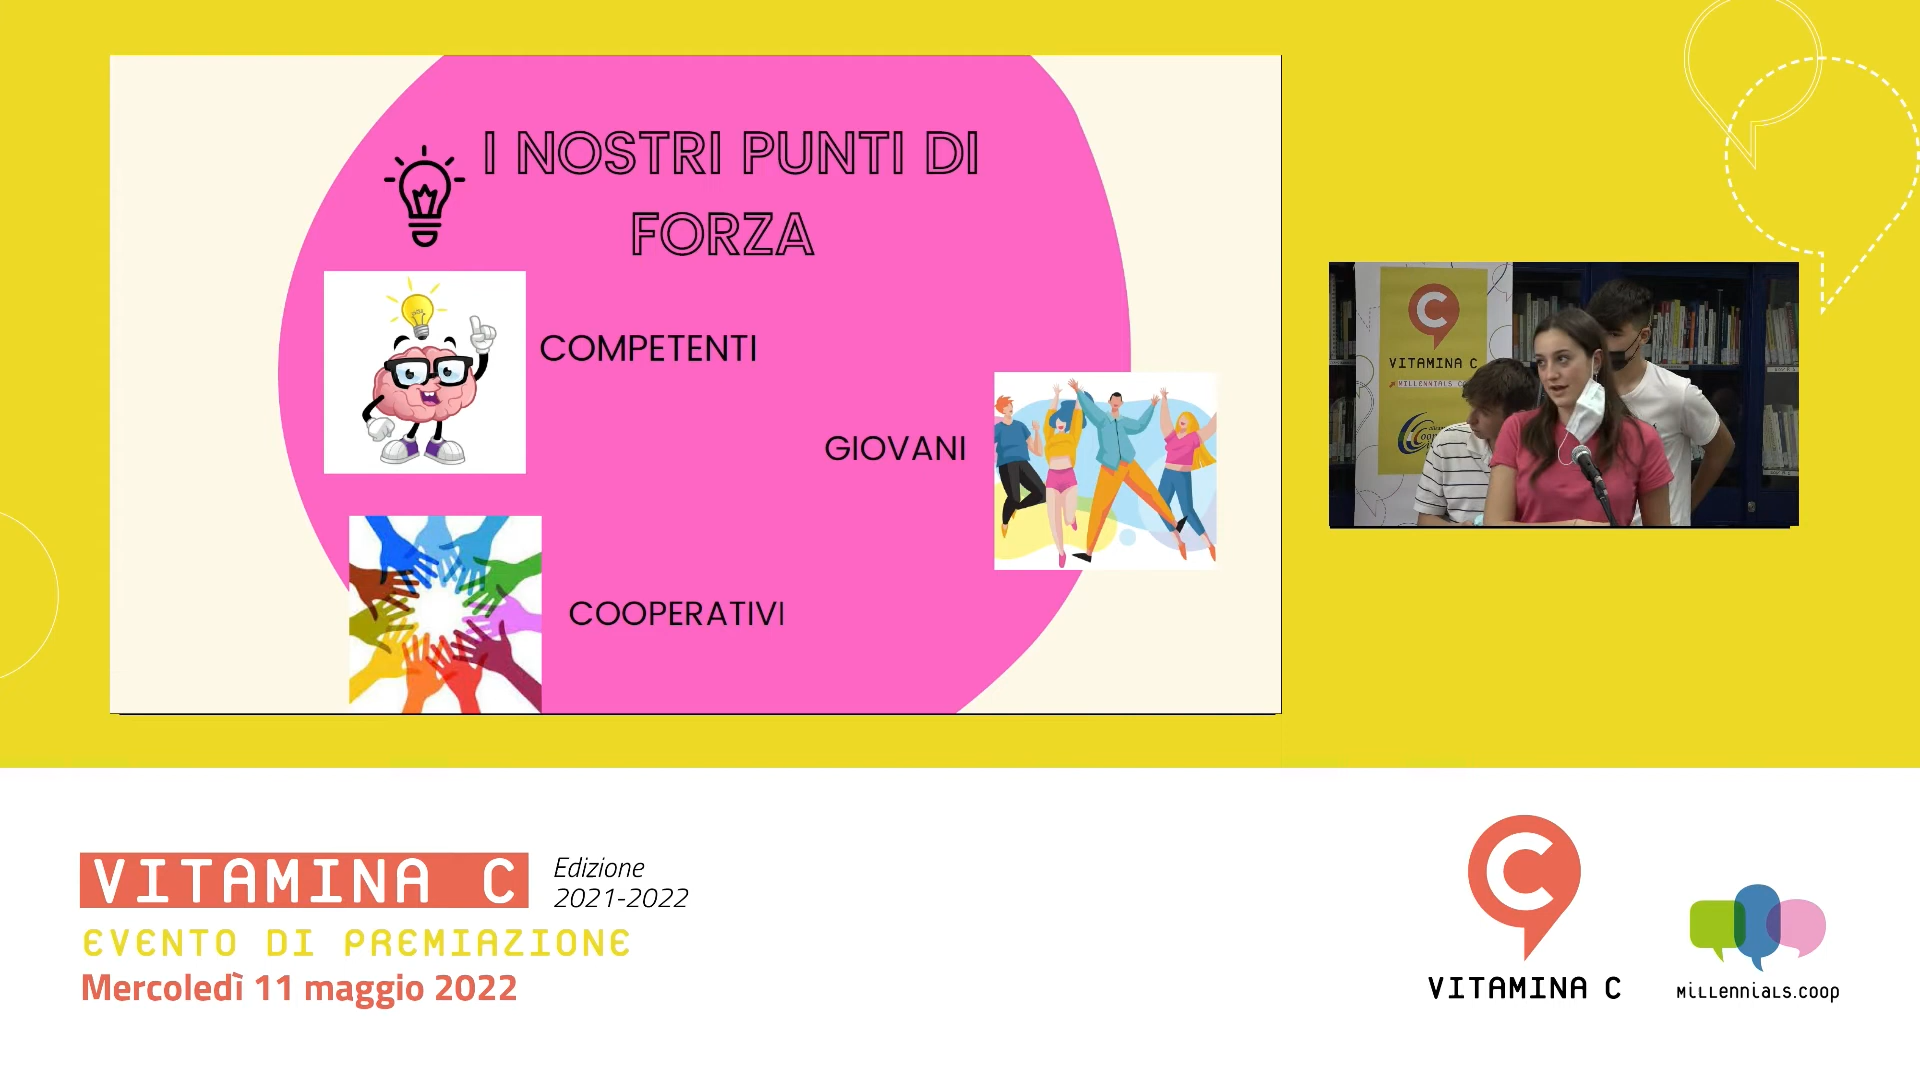 I NOSTRI PUNTI DI
FORZA
COMPETENTI
GIOVANI
COOPERATIVI
VITAMINA C
MILLENNIALS
VITAMINA C
Edizione
2021-2022
EVENTO DI PREMIAZIONE
Mercoledì 11 maggio 2022
VITAMINA C
MiLLenniaLS.coop